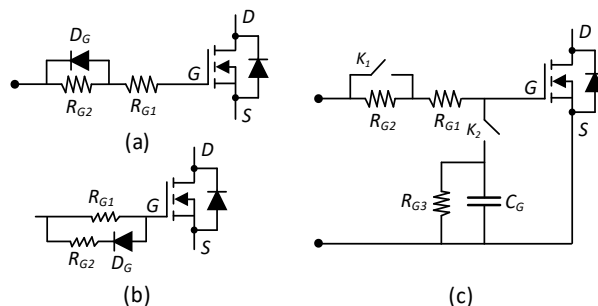 D
D_G
G
R_G2
R_G1
S
(a)
D
R_G1
G
S
R_G2
D_G
(b)
D
K_1
G
R_G2
R_G1
K_2
S
R_G3
C_G
(c)